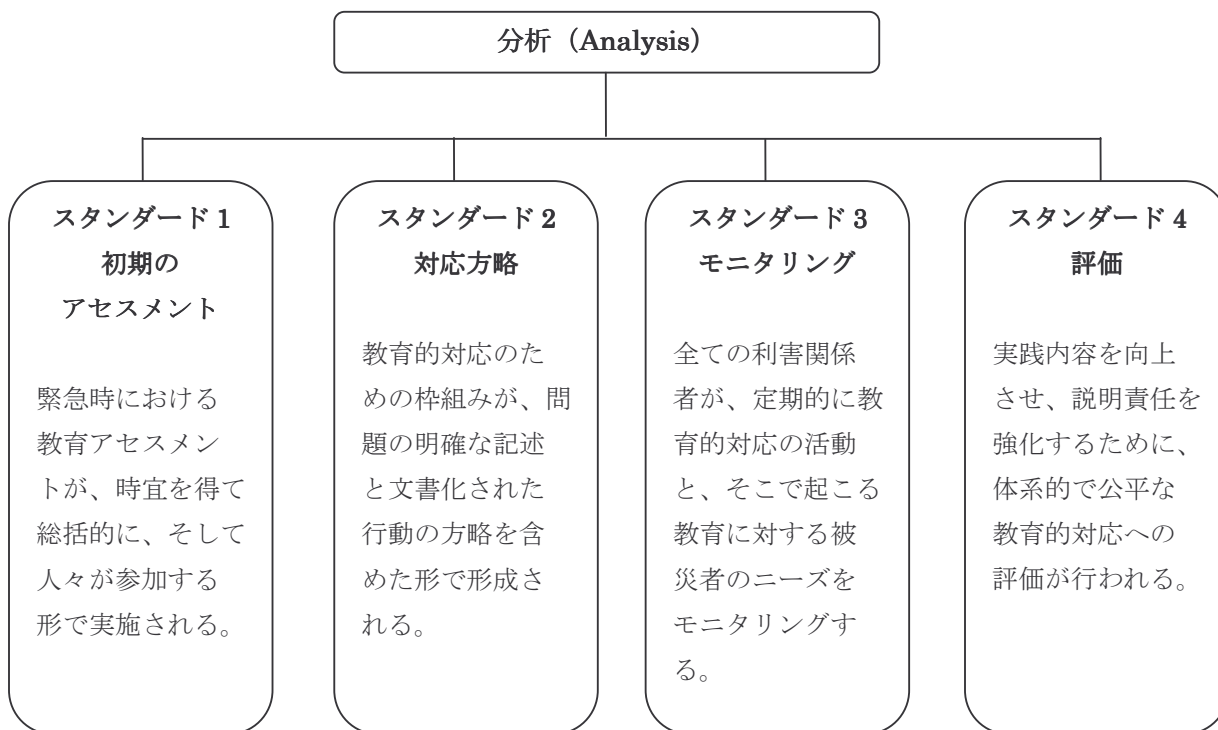 分析（Analysis）
スタンダード 1
初期の
アセスメント
緊急時における
教育アセスメン
トが、時宜を得て
総括的に、そして
人々が参加する
形で実施される。
スタンダード 2
対応方略
教育的対応のた
めの枠組みが、問
題の明確な記述
と文書化された
行動の方略を含
めた形で形成さ
れる。
スタンダード 3
モニタリング
全ての利害関係
者が、定期的に教
育的対応の活動
と、そこで起こる
教育に対する被
災者のニーズを
モニタリングす
る。
スタンダード 4
評価
実践内容を向上
させ、説明責任を
強化するために、
体系的で公平な
教育的対応への
評価が行われる。